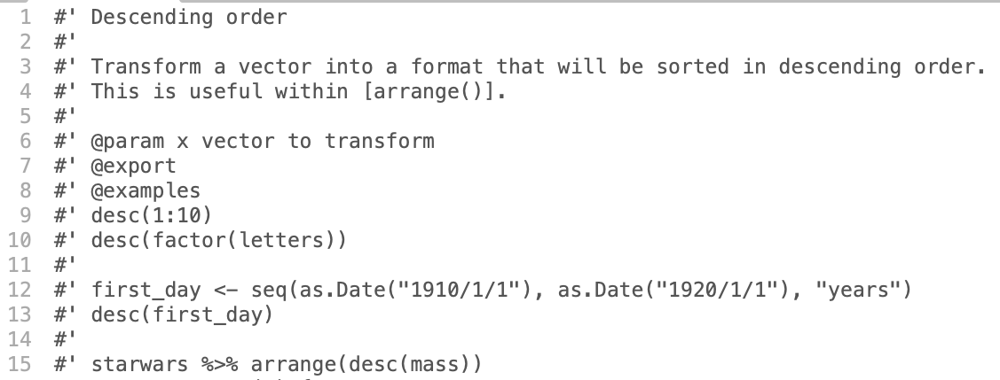 1 #' Descending order
2 #'
3 #' Transform a vector into a format that will be sorted in descending order.
4 #' This is useful within [arrange()].
5 #'
6 #' @param x vector to transform
7 #' @export
8 #' @examples
9 #' desc(1:10)
10 #' desc(factor(letters))
11 #'
12 #' first_day <- seq(as.Date("1910/1/1"), as.Date("1920/1/1"), "years")
13 #' desc(first_day)
14 #'
15 #' starwars %>% arrange(desc(mass))